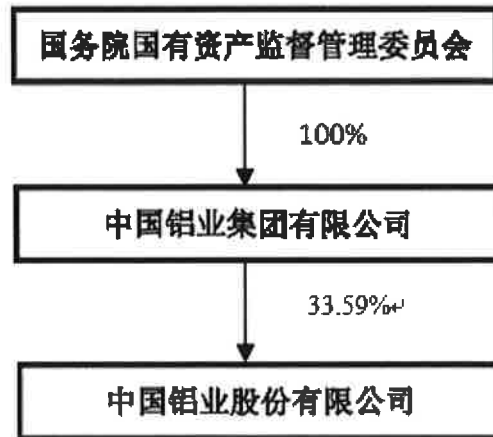 国务院国有资产监督管理委员会
100%
中国铝业集团有限公司
33.59%↵
中国铝业股份有限公司